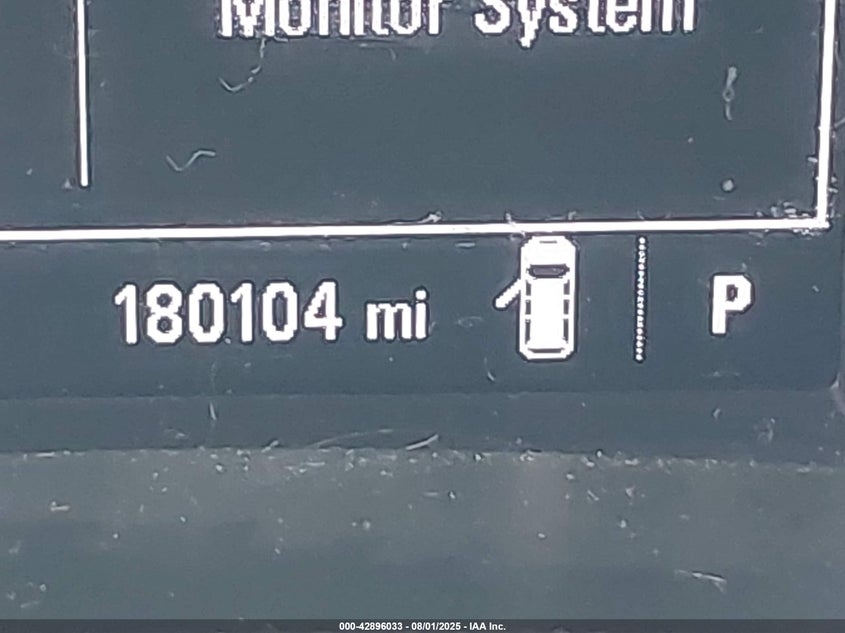 Monitor System
180104 mi
P
000-42896033 - 08/01/2025 - IAA Inc.